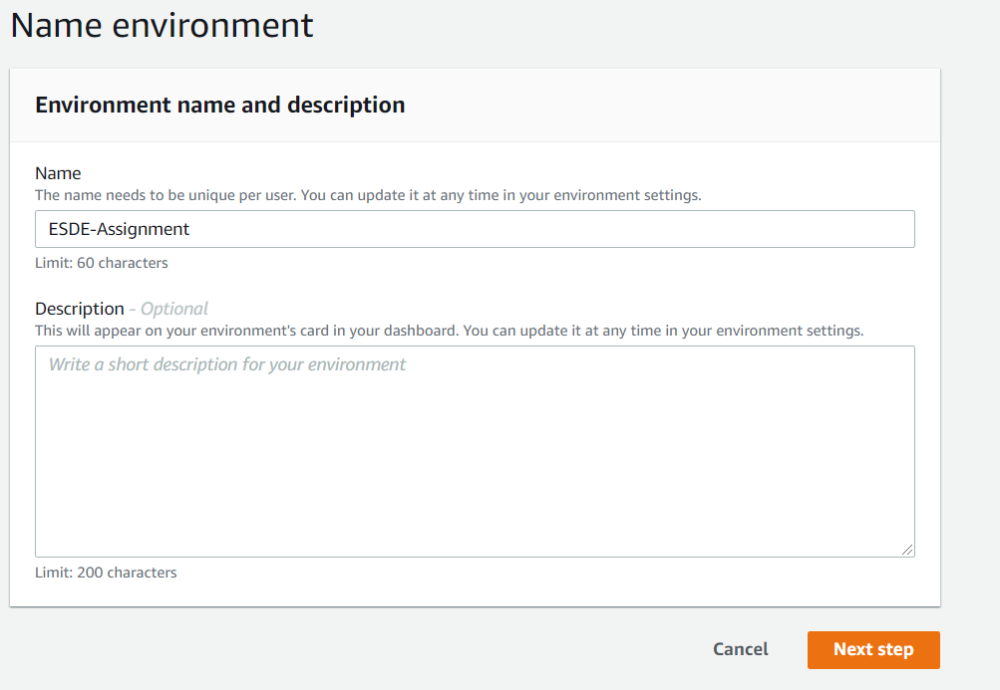 Name environment
Environment name and description
Name
The name needs to be unique per user. You can update it at any time in your environment settings.
ESDE-Assignment
Limit: 60 characters
Description - Optional
This will appear on your environment's card in your dashboard. You can update it at any time in your environment settings.
Write a short description for your environment
Limit: 200 characters
Cancel
Next step